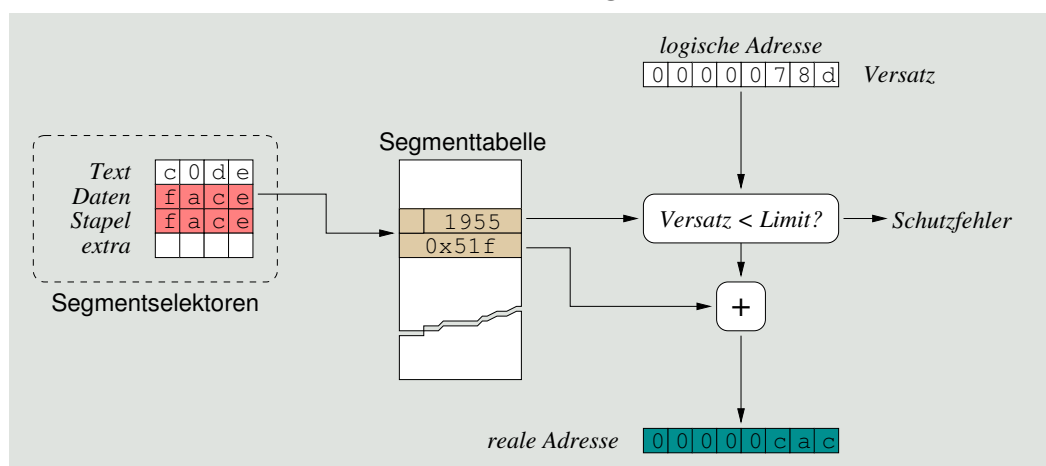 logische Adresse
0 0 0 0 0 7 8 d Versatz
Segmenttabelle
Text c 0 d e
Daten f a c e
Stapel f a c e
extra
Segmentselektoren
1955
0x51f
Versatz < Limit?
Schutzfehler
+
reale Adresse 0 0 0 0 0 c a c